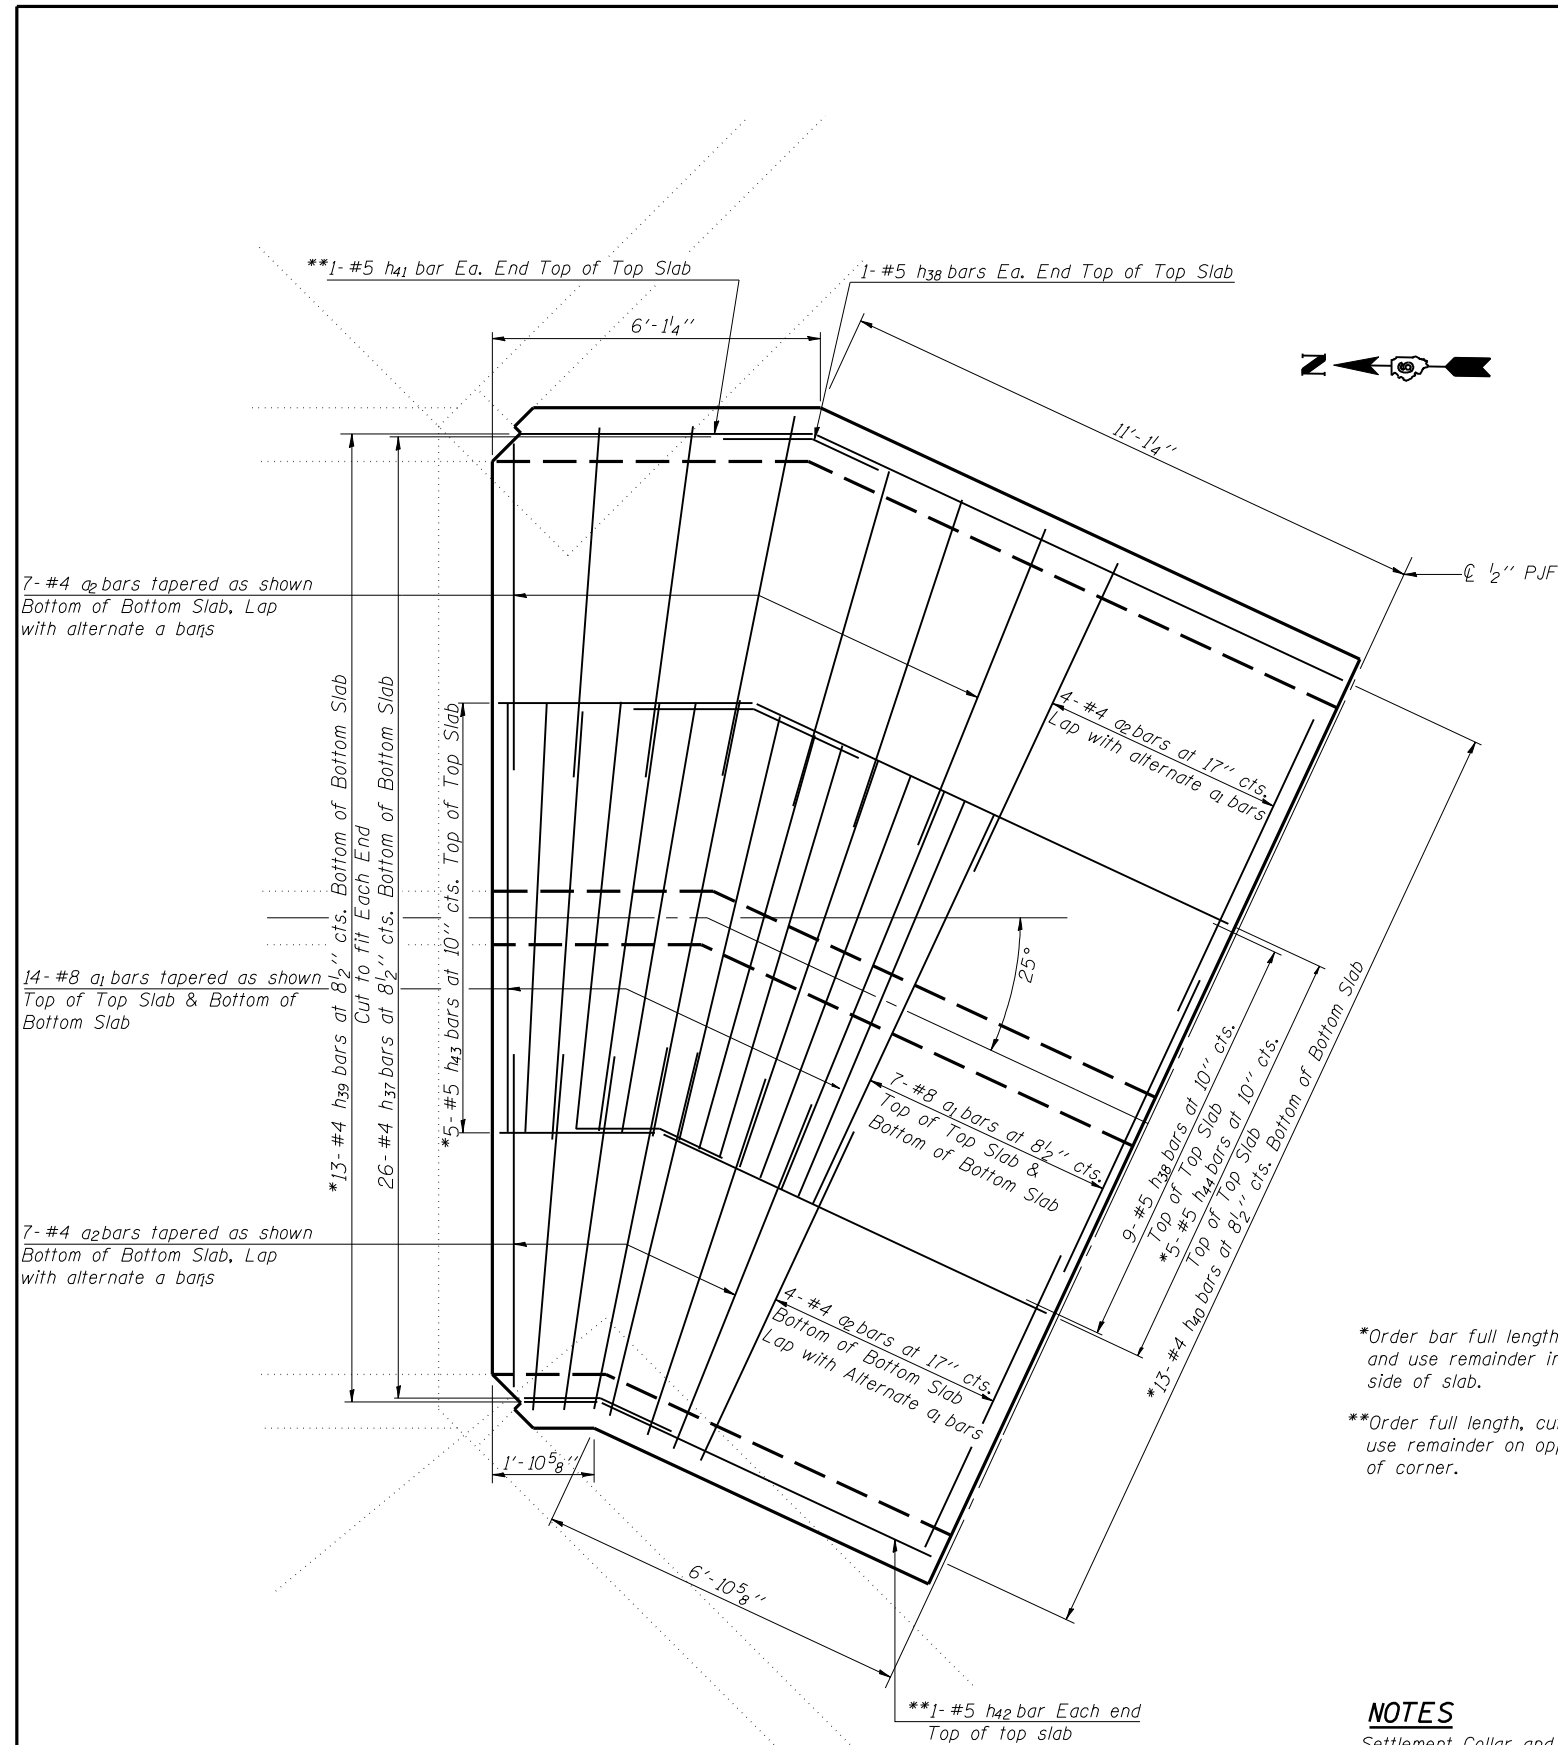 **1- #5 h41 bar Ea. End Top of Top Slab
1- #5 h38 bars Ea. End Top of Top Slab
6'-1¼''
N
11'-1¼''
℄ ½'' PJF
7- #4 a2 bars tapered as shown
Bottom of Bottom Slab, Lap
with alternate a1 bars
*13- #4 h39 bars at 8½'' cts. Bottom of Bottom Slab
Cut to fit Each End
26- #4 h37 bars at 8½'' cts. Bottom of Bottom Slab
*5- #5 h43 bars at 10'' cts. Top of Top Slab
4- #4 a2 bars at 17'' cts.
Lap with alternate a1 bars
25°
14- #8 a1 bars tapered as shown
Top of Top Slab & Bottom of
Bottom Slab
7- #8 a1 bars at 8½'' cts.
Top of Top Slab &
Bottom of Bottom Slab
9- #5 h38 bars at 10'' cts.
Top of Top Slab
*5- #5 h44 bars at 10'' cts.
Top of Top Slab
*13- #4 h40 bars at 8½'' cts. Bottom of Bottom Slab
7- #4 a2 bars tapered as shown
Bottom of Bottom Slab, Lap
with alternate a1 bars
4- #4 a2 bars at 17'' cts.
Bottom of Bottom Slab
Lap with Alternate a1 bars
*Order bar full length
and use remainder in
side of slab.
**Order full length,
use remainder on
of corner.
1'-10⅝''
6'-10⅝''
**1- #5 h42 bar Each end
Top of top slab
NOTES
Settlement Collar and